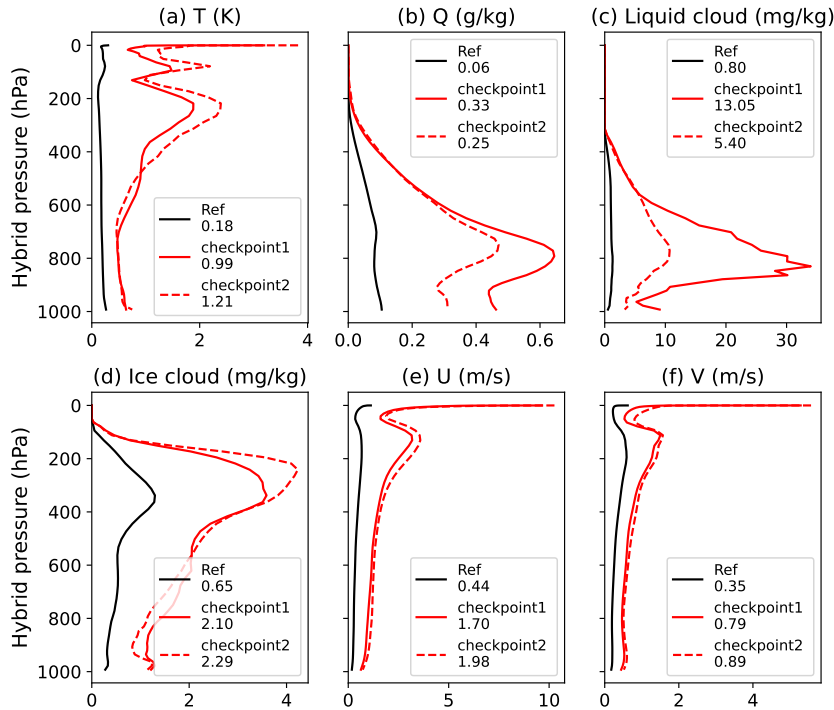 (a) T (K)
(b) Q (g/kg)
(c) Liquid cloud (mg/kg)
Hybrid pressure (hPa)
0
200
400
600
800
1000
Ref
0.18
checkpoint1
0.99
checkpoint2
1.21
0
2
4
Ref
0.06
checkpoint1
0.33
checkpoint2
0.25
0.0
0.2
0.4
0.6
Ref
0.80
checkpoint1
13.05
checkpoint2
5.40
0
10
20
30
(d) Ice cloud (mg/kg)
(e) U (m/s)
(f) V (m/s)
Hybrid pressure (hPa)
0
200
400
600
800
1000
Ref
0.65
checkpoint1
2.10
checkpoint2
2.29
0
2
4
Ref
0.44
checkpoint1
1.70
checkpoint2
1.98
0
5
10
Ref
0.35
checkpoint1
0.79
checkpoint2
0.89
0
2
4